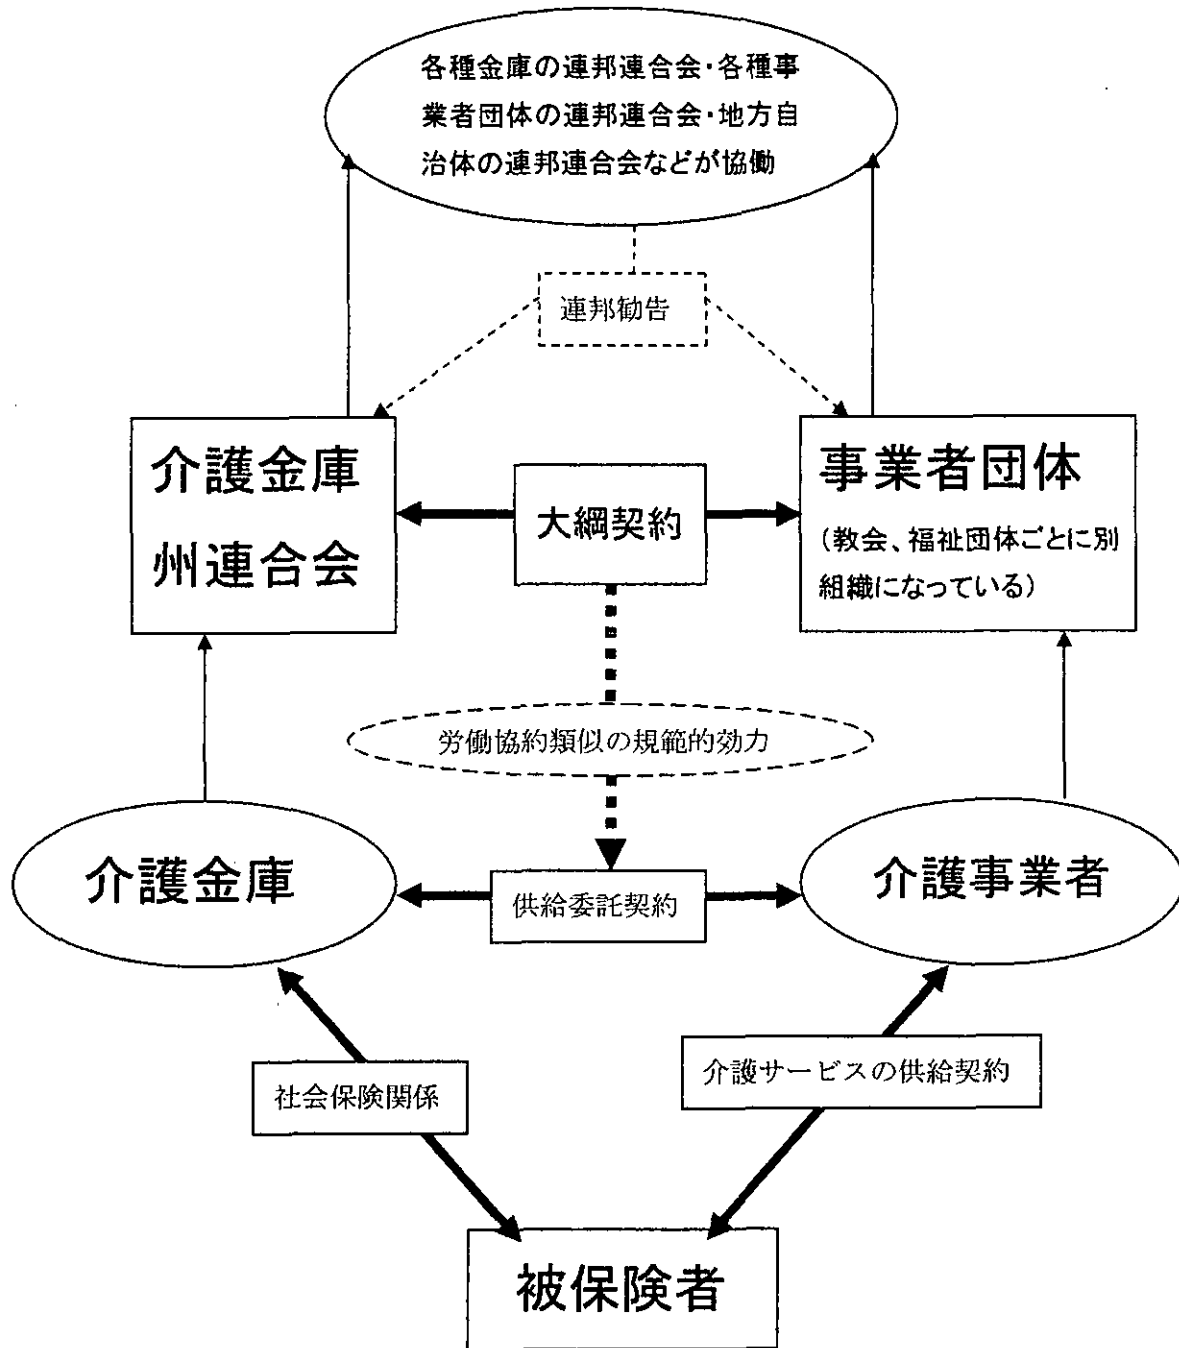 各種金庫の連邦連合会・各種事
業者団体の連邦連合会・地方自
治体の連邦連合会などが協働
連邦勧告
介護金庫
州連合会
大綱契約
事業者団体
（教会、福祉団体ごとに別
組織になっている）
労働協約類似の規範的効力
介護金庫
供給委託契約
介護事業者
社会保険関係
介護サービスの供給契約
被保険者